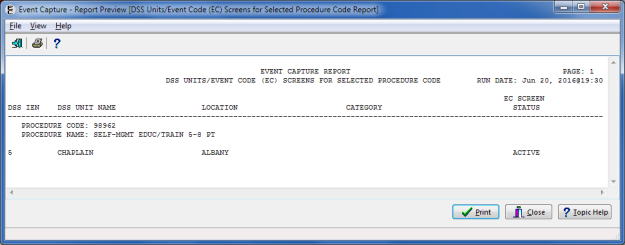 Event Capture - Report Preview [DSS Units/Event Code (EC) Screens for Selected Procedure Code Report]
File View Help
EVENT CAPTURE REPORT PAGE: 1
DSS UNITS/EVENT CODE (EC) SCREENS FOR SELECTED PROCEDURE CODE RUN DATE: Jun 20, 2016@19:30
EC SCREEN
DSS IEN DSS UNIT NAME LOCATION CATEGORY STATUS
PROCEDURE CODE: 98962
PROCEDURE NAME: SELF-MGMT EDUC/TRAIN 5-8 PT
5 CHAPLAIN ALBANY ACTIVE
Print Close ? Topic Help